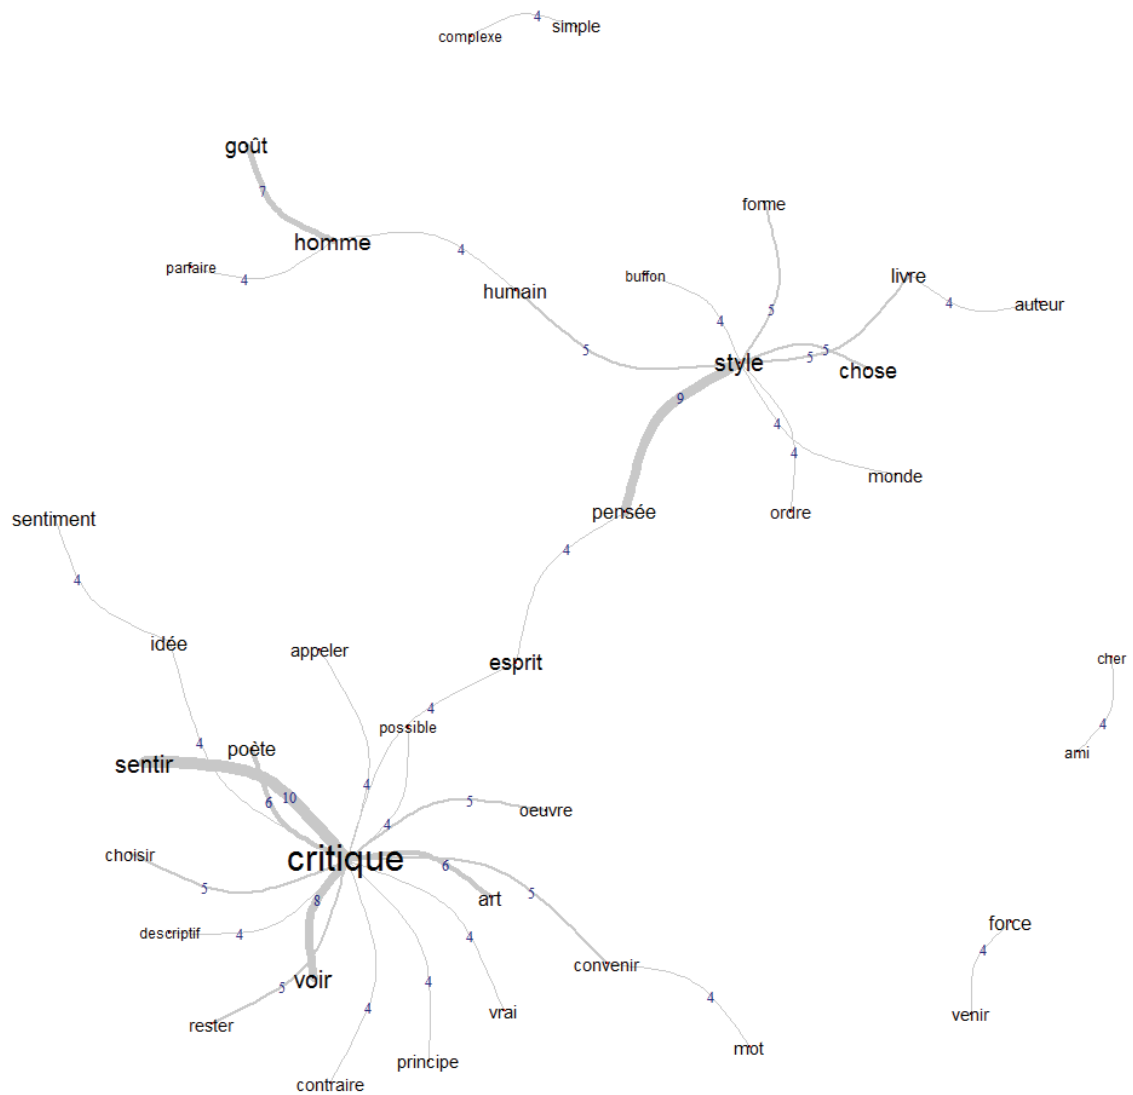 4
simple
complexe
goût
7
forme
homme
4
parfaire
4
livre
buffon
humain
4
auteur
5
4
5
5
5
style
chose
9
4
4
monde
pensée
ordre
sentiment
4
4
idée
appeler
esprit
cher
4
possible
4
4
poète
ami
sentir
4
6
10
5
oeuvre
4
choisir
critique
6
5
5
8
art
descriptif
4
4
force
4
convenir
voir
4
5
4
4
venir
rester
vrai
mot
principe
contraire